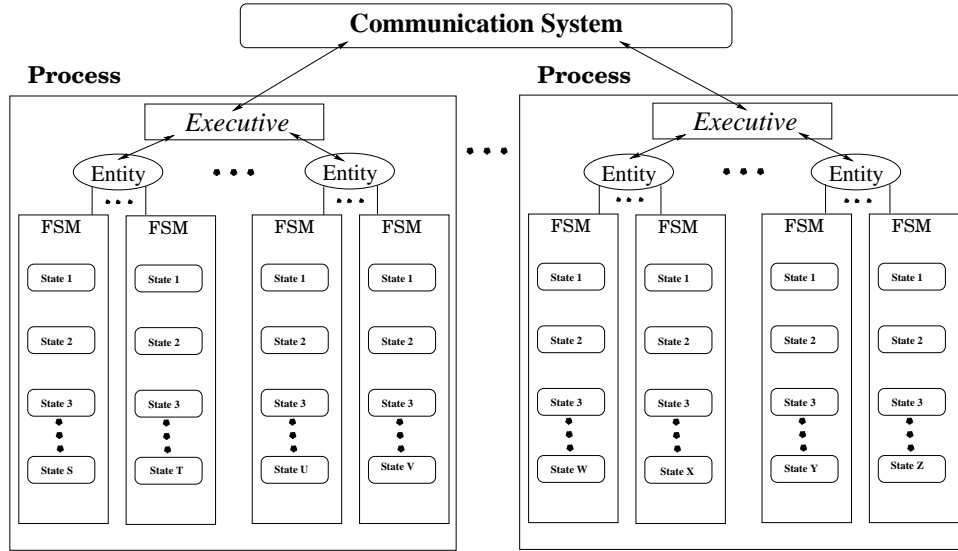 Communication System
Process
Process
Executive
Executive
Entity
Entity
Entity
Entity
FSM
FSM
FSM
FSM
FSM
FSM
FSM
FSM
State 1
State 1
State 1
State 1
State 1
State 1
State 1
State 1
State 2
State 2
State 2
State 2
State 2
State 2
State 2
State 2
State 3
State 3
State 3
State 3
State 3
State 3
State 3
State 3
State S
State T
State U
State V
State W
State X
State Y
State Z